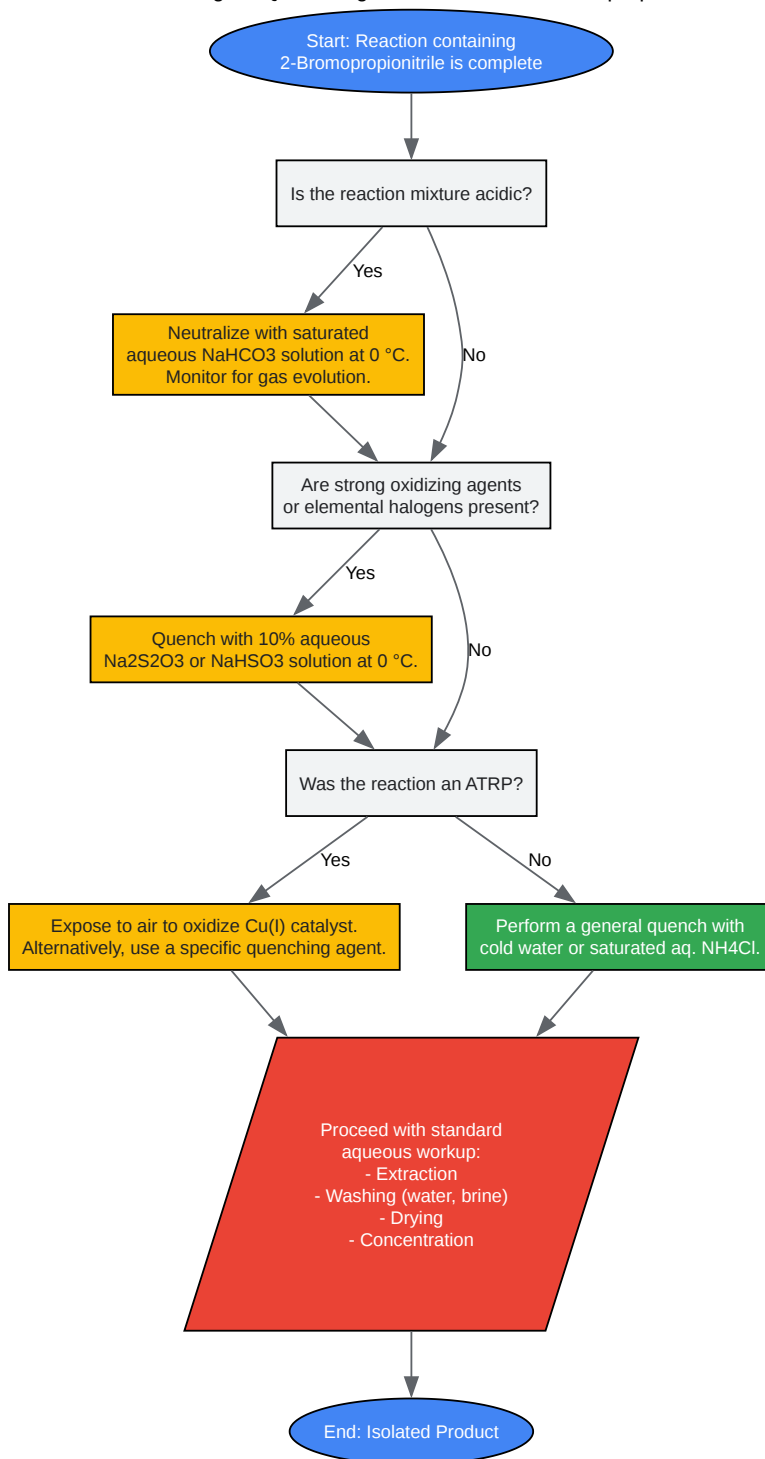 Start: Reaction containing
2-Bromopropionitrile is complete
Is the reaction mixture acidic?
Yes
Neutralize with saturated
aqueous NaHCO3 solution at 0 °C.
Monitor for gas evolution.
No
Are strong oxidizing agents
or elemental halogens present?
Yes
Quench with 10% aqueous
Na2S2O3 or NaHSO3 solution at 0 °C.
No
Was the reaction an ATRP?
Yes
No
Expose to air to oxidize Cu(I) catalyst.
Alternatively, use a specific quenching agent.
Perform a general quench with
cold water or saturated aq. NH4Cl.
Proceed with standard
aqueous workup:
- Extraction
- Washing (water, brine)
- Drying
- Concentration
End: Isolated Product